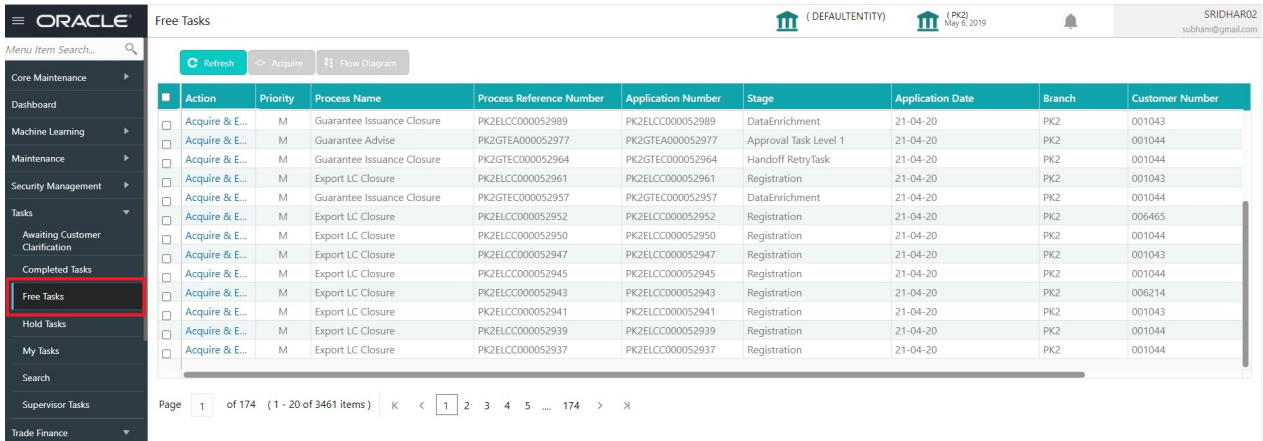 ORACLE
Free Tasks
( DEFAULTENTITY)
( PK2)
May 6, 2019
SRIDHAR02
subham@gmail.com
Menu Item Search...
Core Maintenance
Dashboard
Machine Learning
Maintenance
Security Management
Tasks
Awaiting Customer
Clarification
Completed Tasks
Free Tasks
Hold Tasks
My Tasks
Search
Supervisor Tasks
Trade Finance
Refresh Acquire Flow Diagram
Action Priority Process Name Process Reference Number Application Number Stage Application Date Branch Customer Number
Acquire & E... M Guarantee Issuance Closure PK2ELCC000052989 PK2ELCC000052989 DataEnrichment 21-04-20 PK2 001043
Acquire & E... M Guarantee Advise PK2GTEA000052977 PK2GTEA000052977 Approval Task Level 1 21-04-20 PK2 001044
Acquire & E... M Guarantee Issuance Closure PK2GTEC000052964 PK2GTEC000052964 Handoff RetryTask 21-04-20 PK2 001044
Acquire & E... M Export LC Closure PK2ELCC000052961 PK2ELCC000052961 Registration 21-04-20 PK2 001043
Acquire & E... M Guarantee Issuance Closure PK2GTEC000052957 PK2GTEC000052957 DataEnrichment 21-04-20 PK2 001044
Acquire & E... M Export LC Closure PK2ELCC000052952 PK2ELCC000052952 Registration 21-04-20 PK2 006465
Acquire & E... M Export LC Closure PK2ELCC000052950 PK2ELCC000052950 Registration 21-04-20 PK2 001044
Acquire & E... M Export LC Closure PK2ELCC000052947 PK2ELCC000052947 Registration 21-04-20 PK2 001043
Acquire & E... M Export LC Closure PK2ELCC000052945 PK2ELCC000052945 Registration 21-04-20 PK2 001044
Acquire & E... M Export LC Closure PK2ELCC000052943 PK2ELCC000052943 Registration 21-04-20 PK2 006214
Acquire & E... M Export LC Closure PK2ELCC000052941 PK2ELCC000052941 Registration 21-04-20 PK2 001043
Acquire & E... M Export LC Closure PK2ELCC000052939 PK2ELCC000052939 Registration 21-04-20 PK2 001044
Acquire & E... M Export LC Closure PK2ELCC000052937 PK2ELCC000052937 Registration 21-04-20 PK2 001044
Page 1 of 174 ( 1 - 20 of 3461 items ) 1 2 3 4 5 .... 174